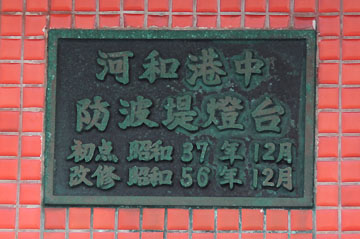 河和港中
防波堤燈台
初点 昭和 37 年 12月
改修 昭和 56 年 12月